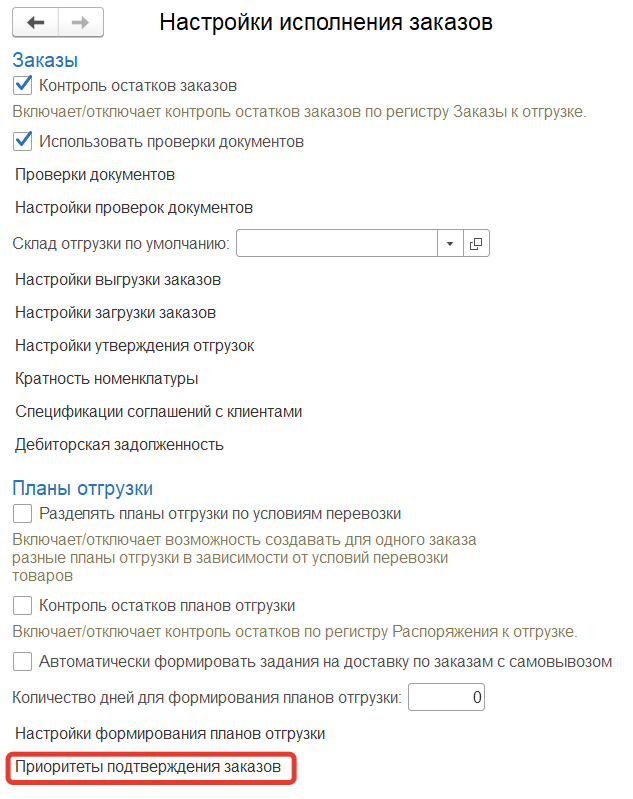 Настройки исполнения заказов
Заказы
Контроль остатков заказов
Включает/отключает контроль остатков заказов по регистру Заказы к отгрузке.
Использовать проверки документов
Проверки документов
Настройки проверок документов
Склад отгрузки по умолчанию:
Настройки выгрузки заказов
Настройки загрузки заказов
Настройки утверждения отгрузок
Кратность номенклатуры
Спецификации соглашений с клиентами
Дебиторская задолженность
Планы отгрузки
Разделять планы отгрузки по условиям перевозки
Включает/отключает возможность создавать для одного заказа
разные планы отгрузки в зависимости от условий перевозки
товаров
Контроль остатков планов отгрузки
Включает/отключает контроль остатков по регистру Распоряжения к отгрузке.
Автоматически формировать задания на доставку по заказам с самовывозом
Количество дней для формирования планов отгрузки: 0
Настройки формирования планов отгрузки
Приоритеты подтверждения заказов